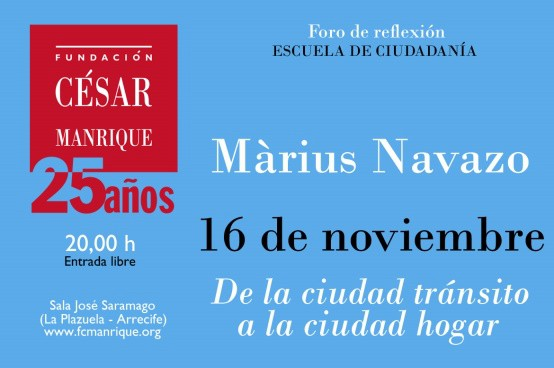 FUNDACIÓN
CÉSAR
MANRIQUE
25años
20,00 h
Entrada libre
Sala José Saramago
(La Plazuela - Arrecife)
www.fcmanrique.org
Foro de reflexión
ESCUELA DE CIUDADANÍA
Màrius Navazo
16 de noviembre
De la ciudad tránsito
a la ciudad hogar